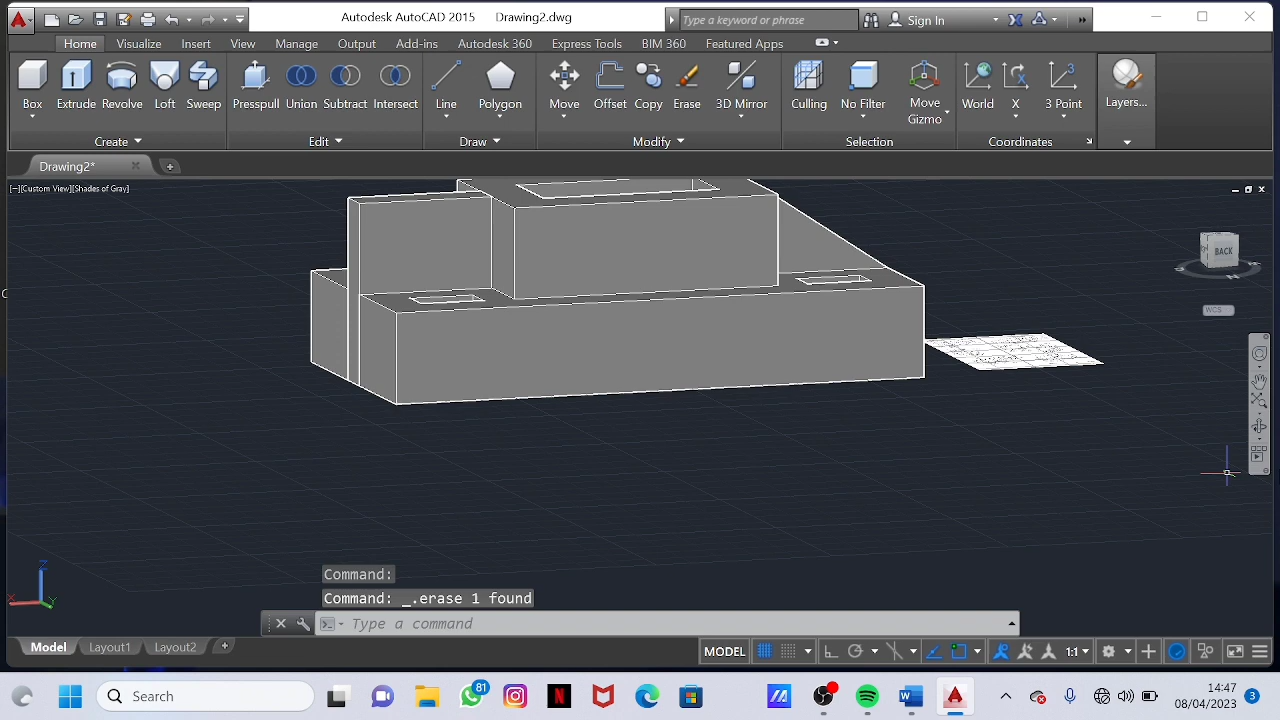 Autodesk AutoCAD 2015 Drawing2.dwg
Type a keyword or phrase
Sign In
Home Visualize Insert View Manage Output Add-ins Autodesk 360 Express Tools BIM 360 Featured Apps
Box Extrude Revolve Loft Sweep Presspull Union Subtract Intersect Line Polygon Move Offset Copy Erase 3D Mirror Culling No Filter Move Gizmo World X 3 Point Layers...
Create Edit Draw Modify Selection Coordinates
Drawing2*
[−][Custom View][Shades of Gray]
BACK
WCS
Z
X
Y
Command:
Command: _.erase 1 found
Type a command
Model Layout1 Layout2
MODEL 1:1
Search
81
14:47
08/04/2023
3